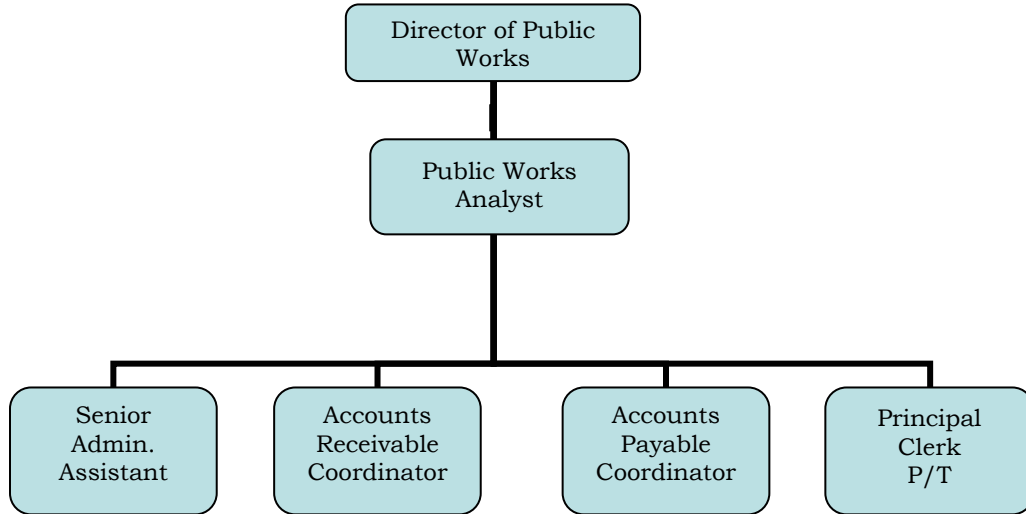 Director of Public
Works
Public Works
Analyst
Senior
Admin.
Assistant
Accounts
Receivable
Coordinator
Accounts
Payable
Coordinator
Principal
Clerk
P/T